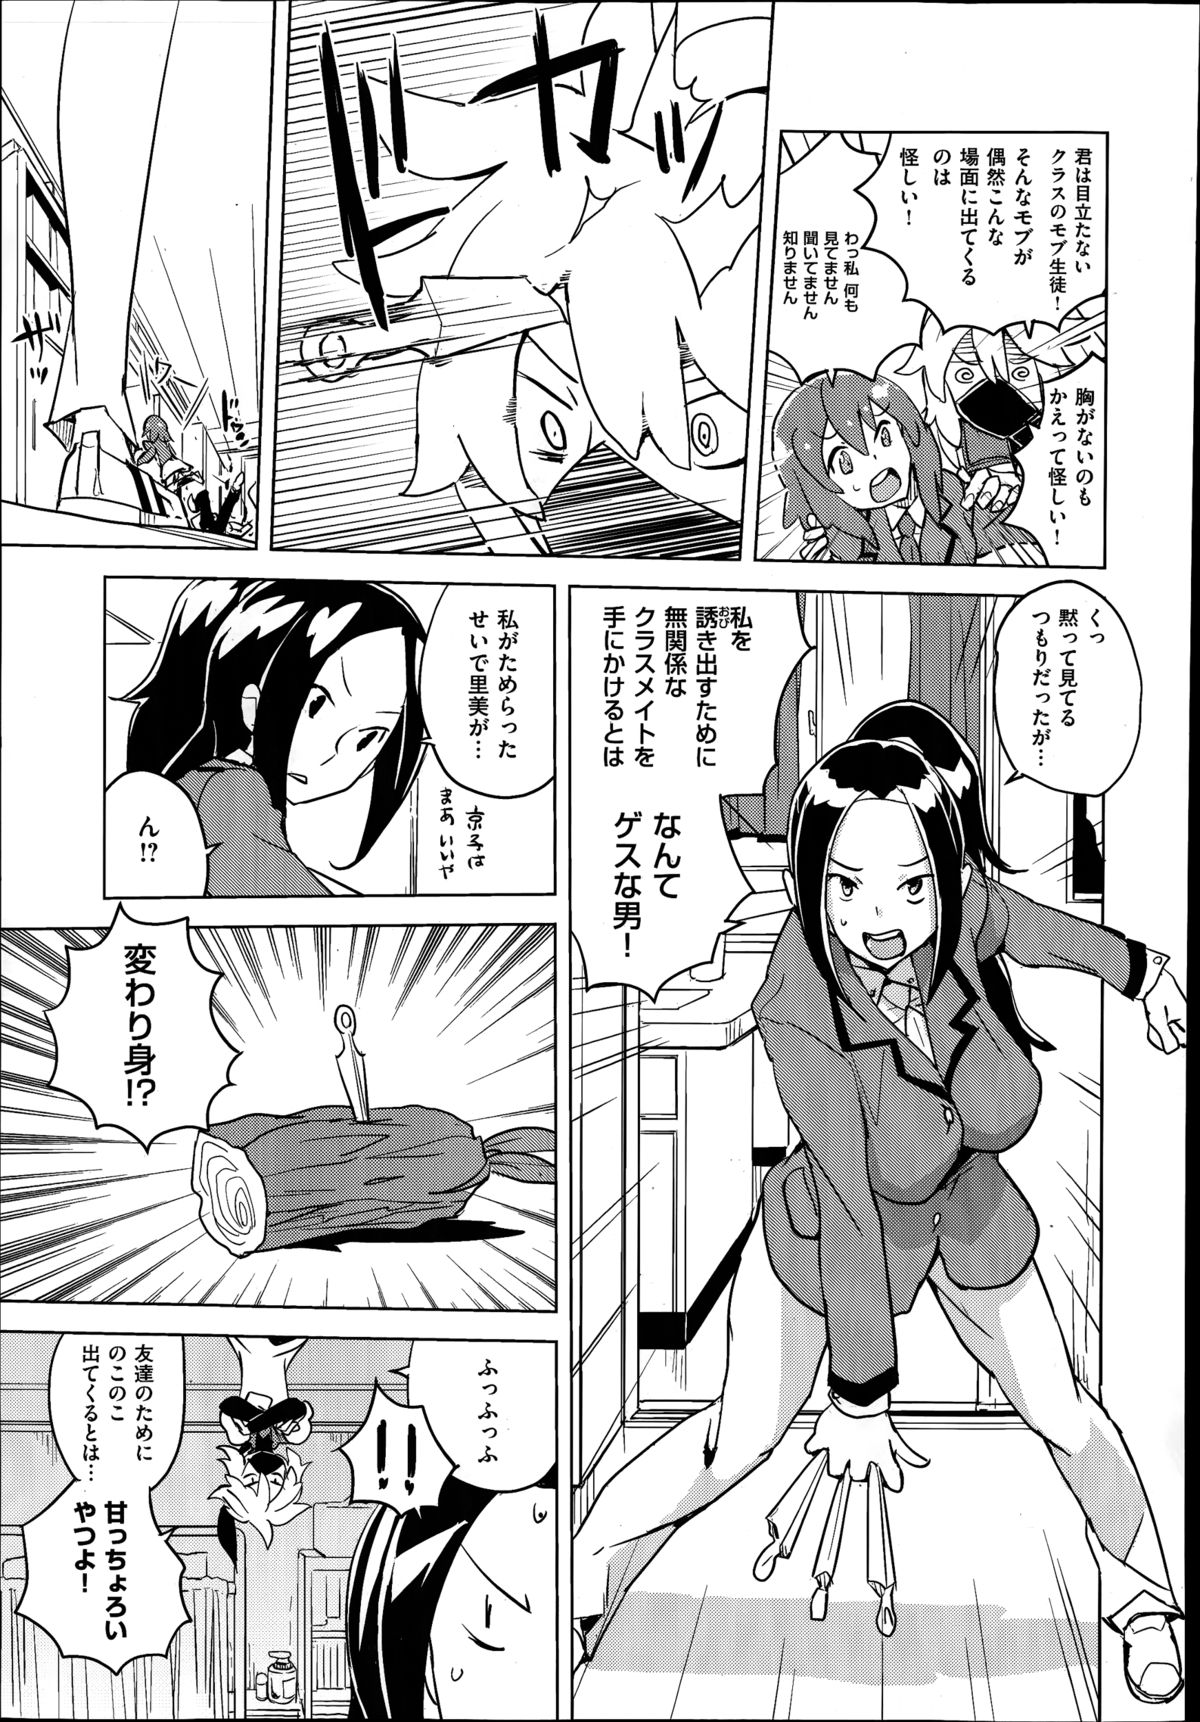 君は目立たない
クラスのモブ生徒！
そんなモブが
偶然こんな
場面に出てくる
のは
怪しい！
胸がないのも
かえって怪しい！
わっ私 何も
見てません
聞いてません
知りません
ドカッ
くっ
黙って見てる
つもりだったが…
私を
誘き出すために
おび
無関係な
クラスメイトを
手にかけるとは
なんて
ゲスな男！
私がためらった
せいで里美が…
京子は
まあいいや
ん!?
変わり身!?
ふっふっふ
!!
友達のために
のこのこ
出てくるとは…
甘っちょろい
やつよ！